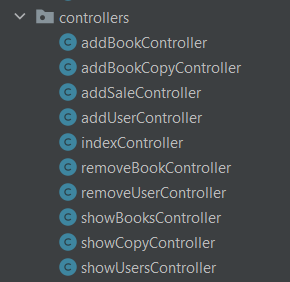 controllers
addBookController
addBookCopyController
addSaleController
addUserController
indexController
removeBookController
removeUserController
showBooksController
showCopyController
showUsersController